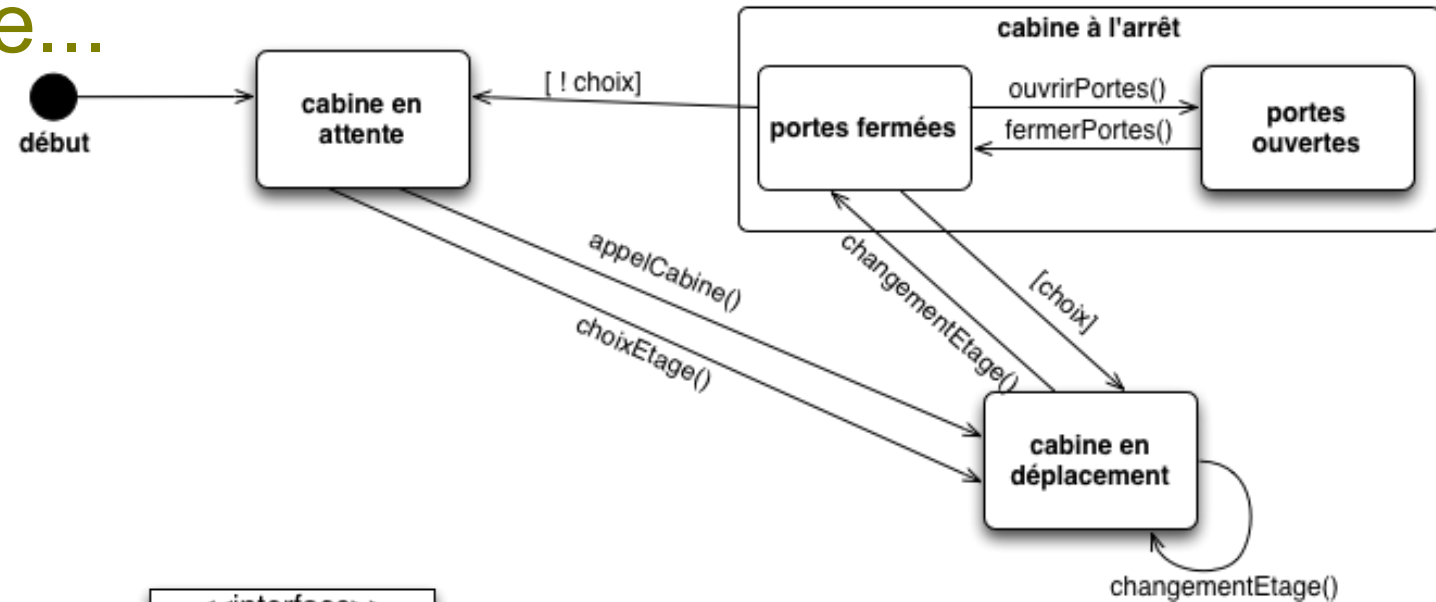 e...
cabine à l'arrêt
début
cabine en
attente
[ ! choix]
portes fermées
ouvrirPortes()
fermerPortes()
portes
ouvertes
appelCabine()
choixEtage()
changementEtage()
[choix]
cabine en
déplacement
changementEtage()
<<interface>>